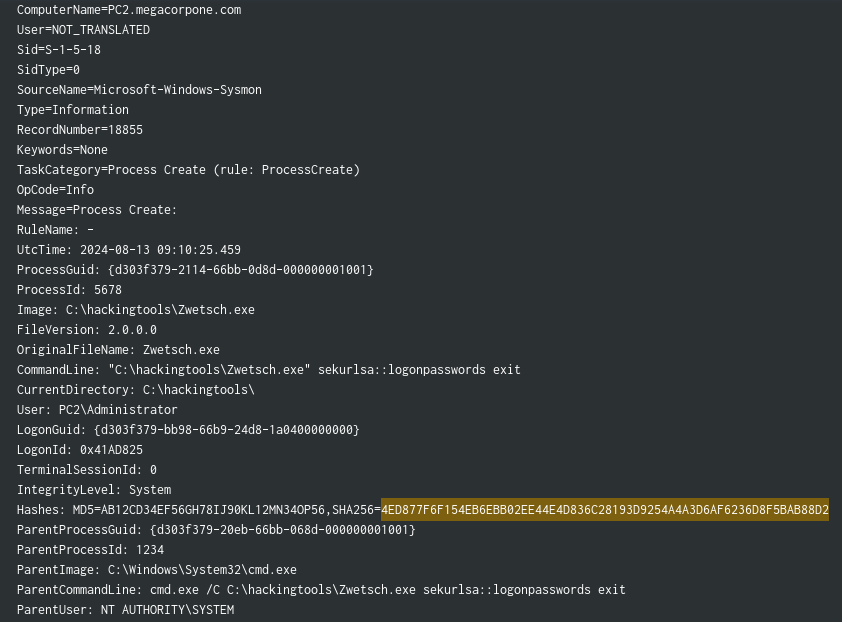 ComputerName=PC2.megacorpone.com
User=NOT_TRANSLATED
Sid=S-1-5-18
SidType=0
SourceName=Microsoft-Windows-Sysmon
Type=Information
RecordNumber=18855
Keywords=None
TaskCategory=Process Create (rule: ProcessCreate)
OpCode=Info
Message=Process Create:
RuleName: -
UtcTime: 2024-08-13 09:10:25.459
ProcessGuid: {d303f379-2114-66bb-0d8d-000000001001}
ProcessId: 5678
Image: C:\hackingtools\Zwetsch.exe
FileVersion: 2.0.0.0
OriginalFileName: Zwetsch.exe
CommandLine: "C:\hackingtools\Zwetsch.exe" sekurlsa::logonpasswords exit
CurrentDirectory: C:\hackingtools\
User: PC2\Administrator
LogonGuid: {d303f379-bb98-66b9-24d8-1a0400000000}
LogonId: 0x41AD825
TerminalSessionId: 0
IntegrityLevel: System
Hashes: MD5=AB12CD34EF56GH78IJ90KL12MN34OP56,SHA256=4ED877F6F154EB6EBB02EE44E4D836C28193D9254A4A3D6AF6236D8F5BAB88D2
ParentProcessGuid: {d303f379-20eb-66bb-068d-000000001001}
ParentProcessId: 1234
ParentImage: C:\Windows\System32\cmd.exe
ParentCommandLine: cmd.exe /C C:\hackingtools\Zwetsch.exe sekurlsa::logonpasswords exit
ParentUser: NT AUTHORITY\SYSTEM